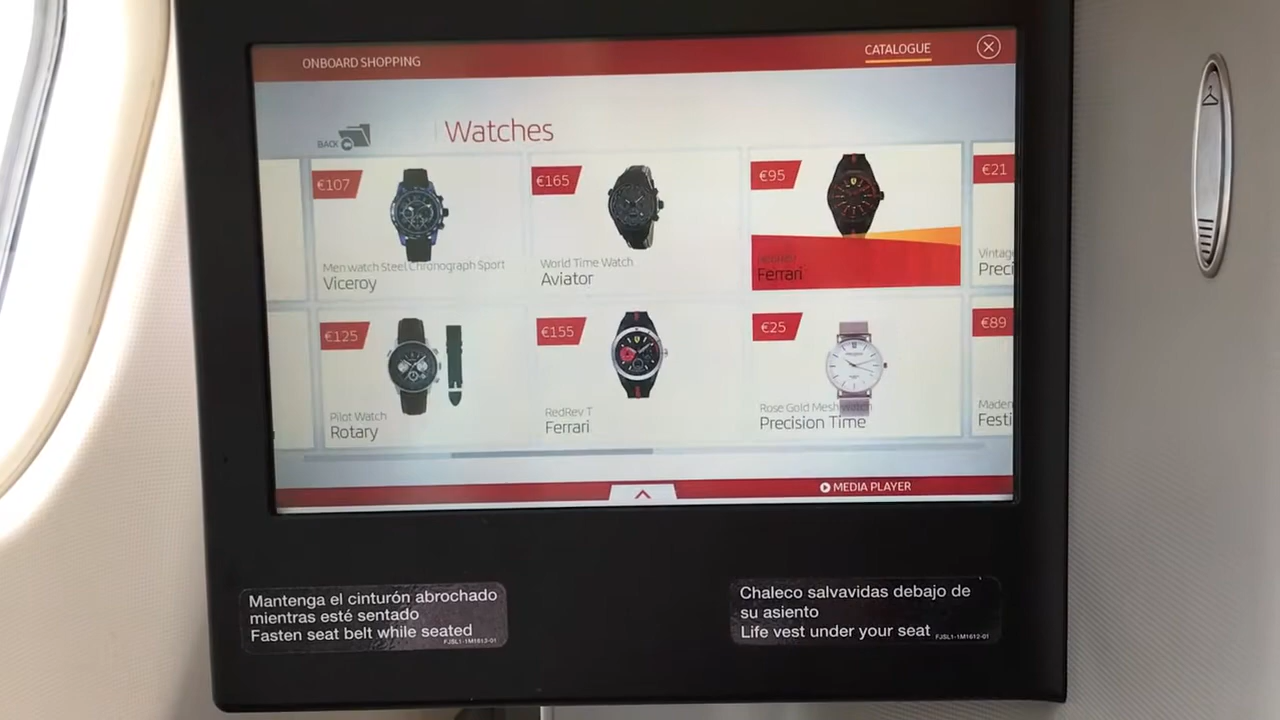 ONBOARD SHOPPING
CATALOGUE
BACK
Watches
€107
Men watch Steel Chronograph Sport
Viceroy
€165
World Time Watch
Aviator
€95
RedRev
Ferrari
€21
Vintag
Preci
€125
Pilot Watch
Rotary
€155
RedRev T
Ferrari
€25
Rose Gold Mesh Watch
Precision Time
€89
Mader
Festi
MEDIA PLAYER
Mantenga el cinturón abrochado
mientras esté sentado
Fasten seat belt while seated
FJSL1-1M1612-01
Chaleco salvavidas debajo de
su asiento
Life vest under your seat
FJSL1-1M1612-01